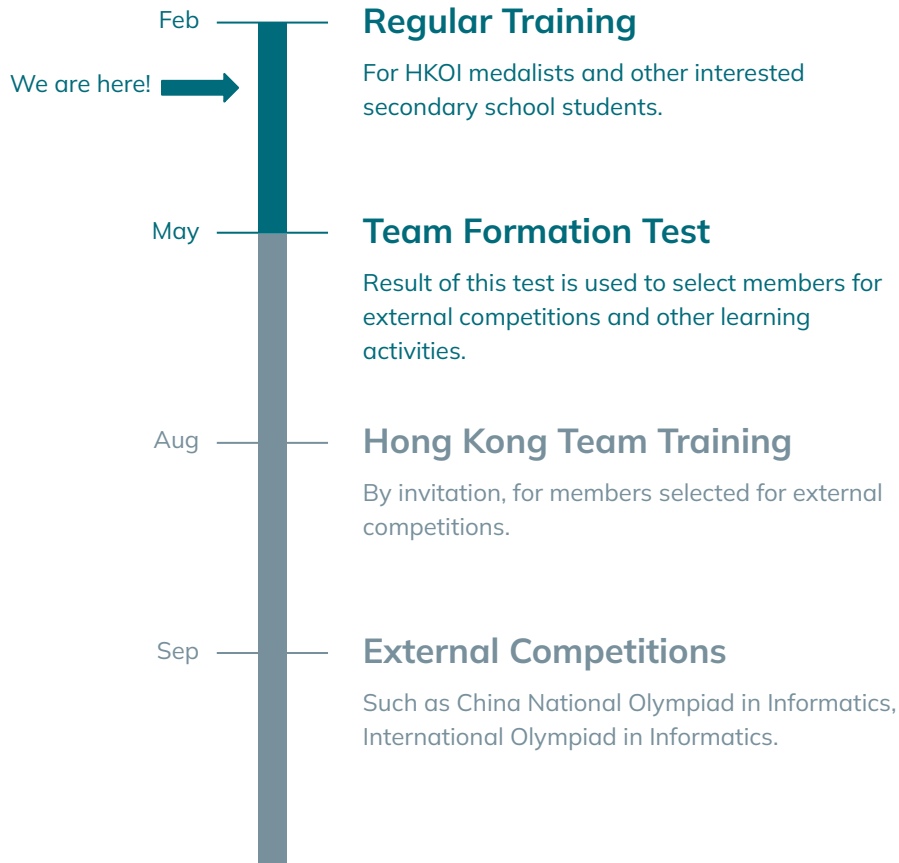 Feb
Regular Training
We are here!
For HKOI medalists and other interested
secondary school students.
May
Team Formation Test
Result of this test is used to select members for
external competitions and other learning
activities.
Aug
Hong Kong Team Training
By invitation, for members selected for external
competitions.
Sep
External Competitions
Such as China National Olympiad in Informatics,
International Olympiad in Informatics.